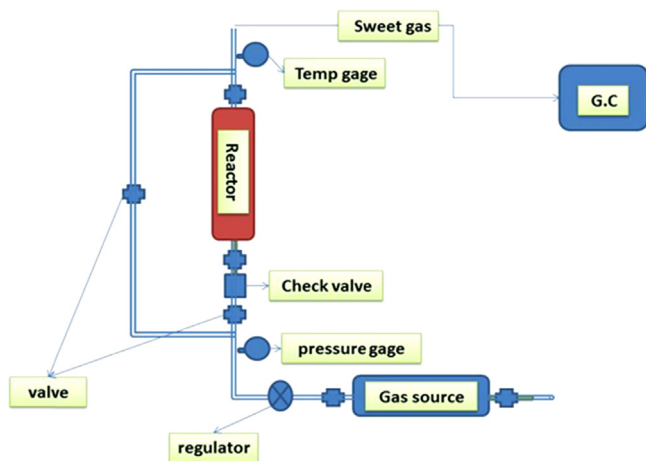 Sweet gas
Temp gage
G.C
Reactor
Check valve
pressure gage
valve
Gas source
regulator